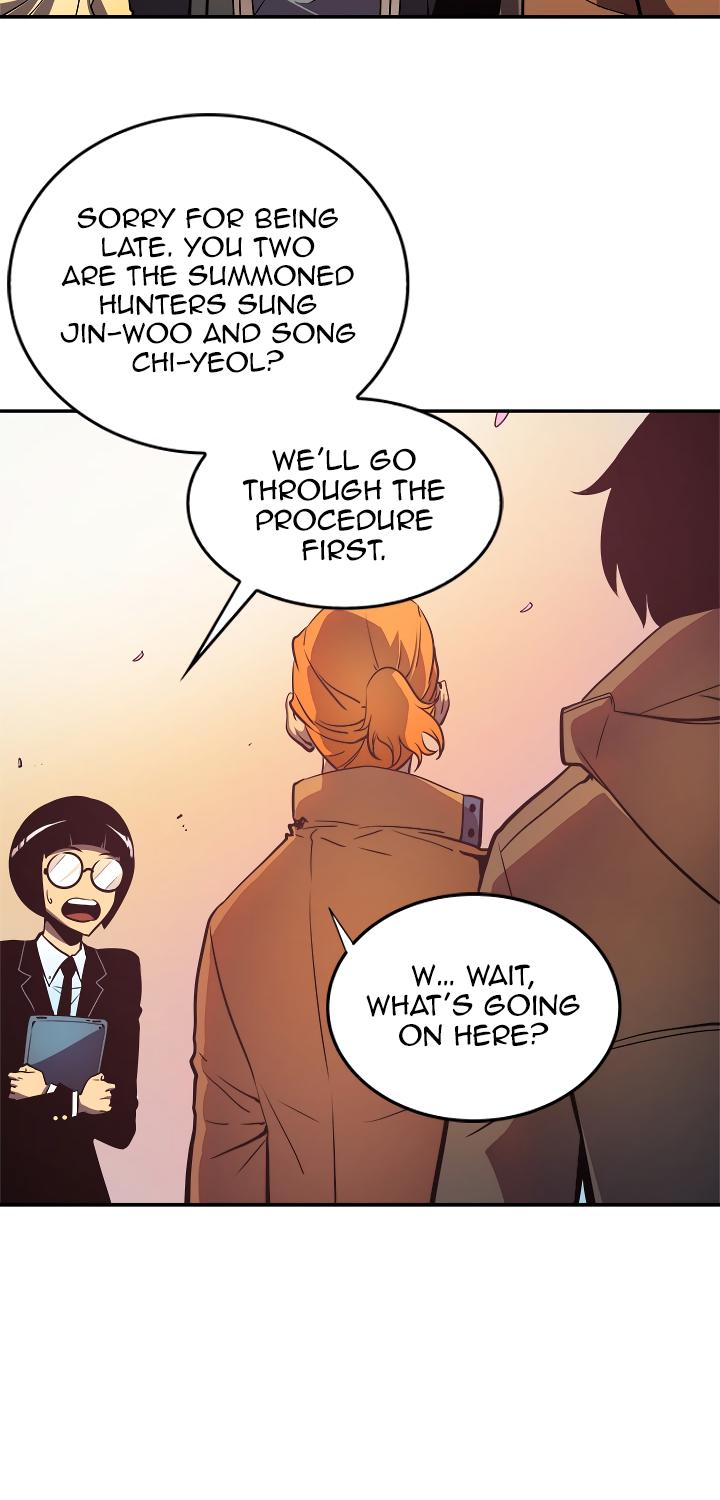 SORRY FOR BEING
LATE. YOU TWO
ARE THE SUMMONED
HUNTERS SUNG
JIN-WOO AND SONG
CHI-YEOL?
WE'LL GO
THROUGH THE
PROCEDURE
FIRST.
W... WAIT,
WHAT'S GOING
ON HERE?